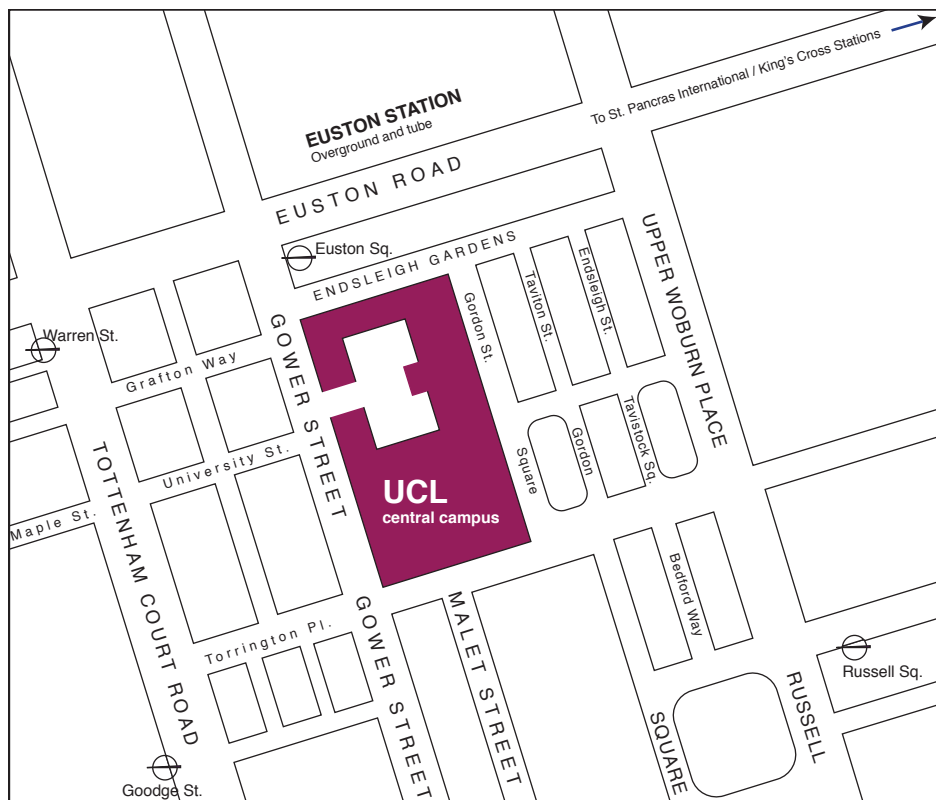 To St. Pancras International / King's Cross Stations
EUSTON STATION
Overground and tube
EUSTON ROAD
Euston Sq.
ENDSLEIGH GARDENS
UPPER WOBURN PLACE
Endsleigh St.
Taviton St.
Gordon St.
Warren St.
Grafton Way
GOWER STREET
University St.
TOTTENHAM COURT ROAD
Maple St.
UCL
central campus
Square
Gordon
Tavistock Sq.
Bedford Way
Torrington Pl.
GOWER STREET
MALET STREET
Russell Sq.
SQUARE
RUSSELL
Goodge St.